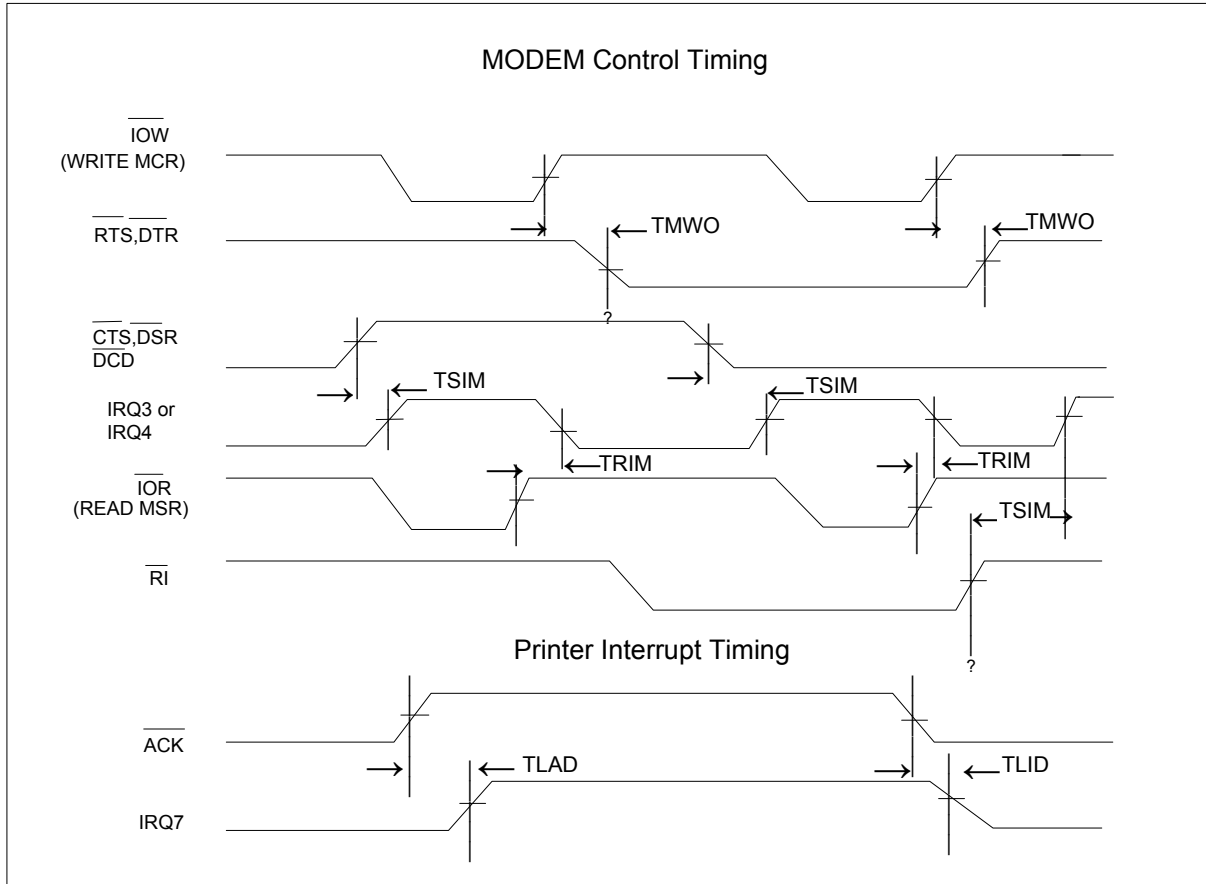 MODEM Control Timing
IOW
(WRITE MCR)
RTS,DTR
TMWO
TMWO
?
CTS,DSR
DCD
TSIM
TSIM
IRQ3 or
IRQ4
TRIM
TRIM
IOR
(READ MSR)
TSIM
RI
Printer Interrupt Timing
?
ACK
TLAD
TLID
IRQ7